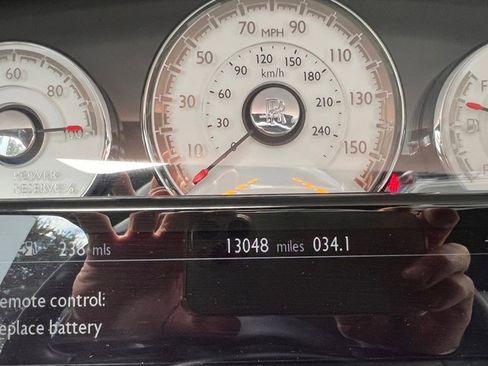 70 MPH 90
50 110
30 130
10 150
120
90 150
60 180
30 km/h 240
0
60
80
100
POWER
RESERVE %
238 mls
13048 miles 034.1
emote control:
eplace battery